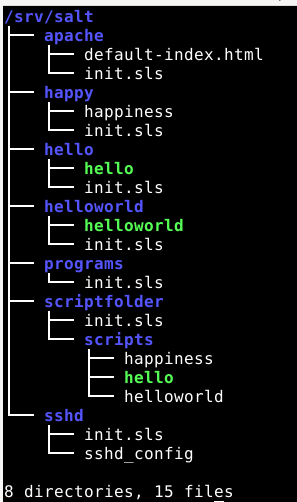 /srv/salt
├── apache
│   ├── default-index.html
│   └── init.sls
├── happy
│   ├── happiness
│   └── init.sls
├── hello
│   ├── hello
│   └── init.sls
├── helloworld
│   ├── helloworld
│   └── init.sls
├── programs
│   └── init.sls
├── scriptfolder
│   ├── init.sls
│   └── scripts
│       ├── happiness
│       ├── hello
│       └── helloworld
└── sshd
    ├── init.sls
    └── sshd_config
8 directories, 15 files